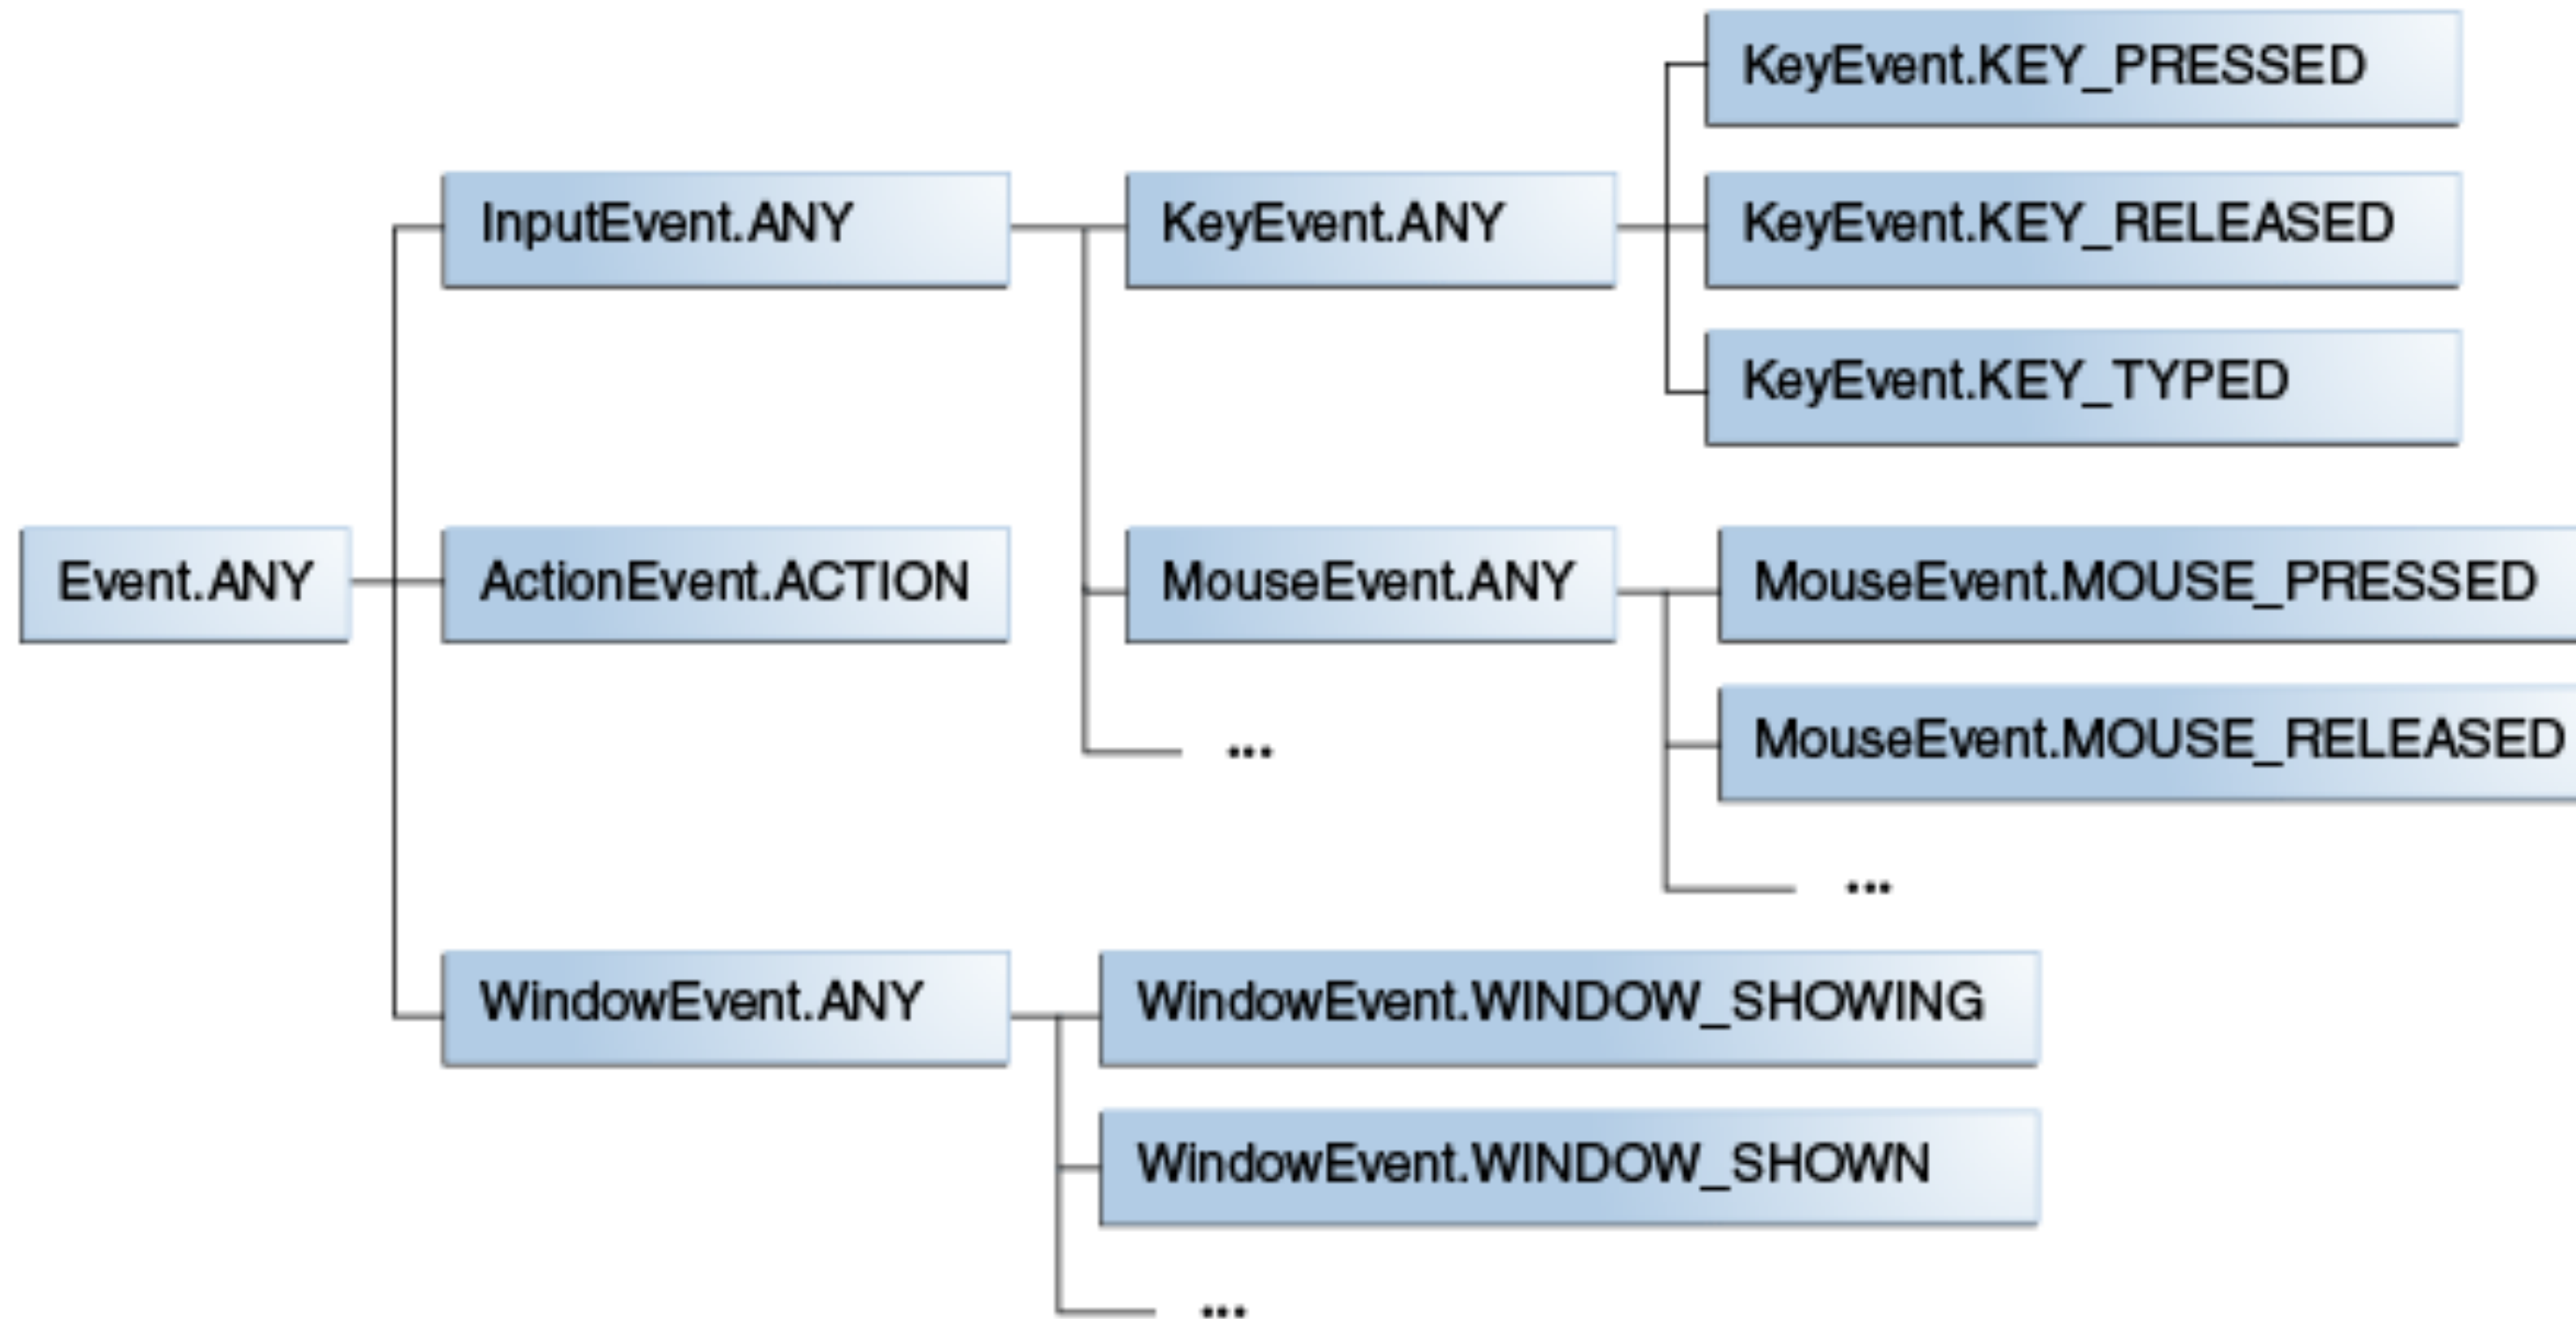 KeyEvent.KEY_PRESSED
InputEvent.ANY
KeyEvent.ANY
KeyEvent.KEY_RELEASED
KeyEvent.KEY_TYPED
Event.ANY
ActionEvent.ACTION
MouseEvent.ANY
MouseEvent.MOUSE_PRESSED
MouseEvent.MOUSE_RELEASED
...
...
WindowEvent.ANY
WindowEvent.WINDOW_SHOWING
WindowEvent.WINDOW_SHOWN
...